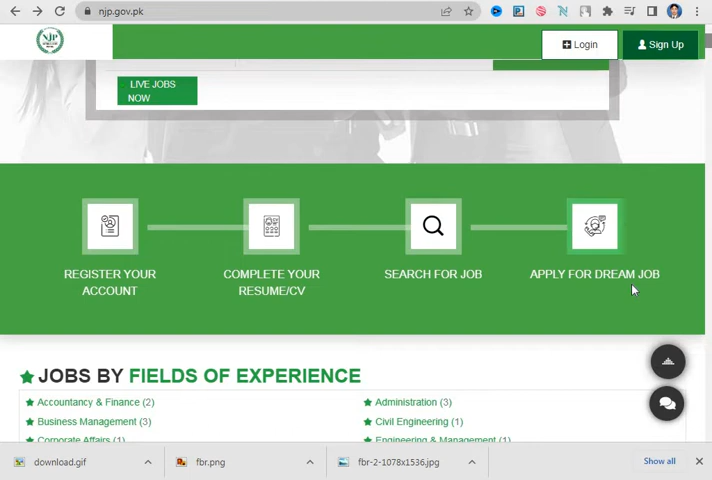 njp.gov.pk
NJP
Login
Sign Up
LIVE JOBS
NOW
REGISTER YOUR
ACCOUNT
COMPLETE YOUR
RESUME/CV
SEARCH FOR JOB
APPLY FOR DREAM JOB
JOBS BY FIELDS OF EXPERIENCE
Accountancy & Finance (2)
Administration (3)
Business Management (3)
Civil Engineering (1)
Corporate Affairs (1)
Engineering & Management (1)
download.gif
fbr.png
fbr-2-1078x1536.jpg
Show all